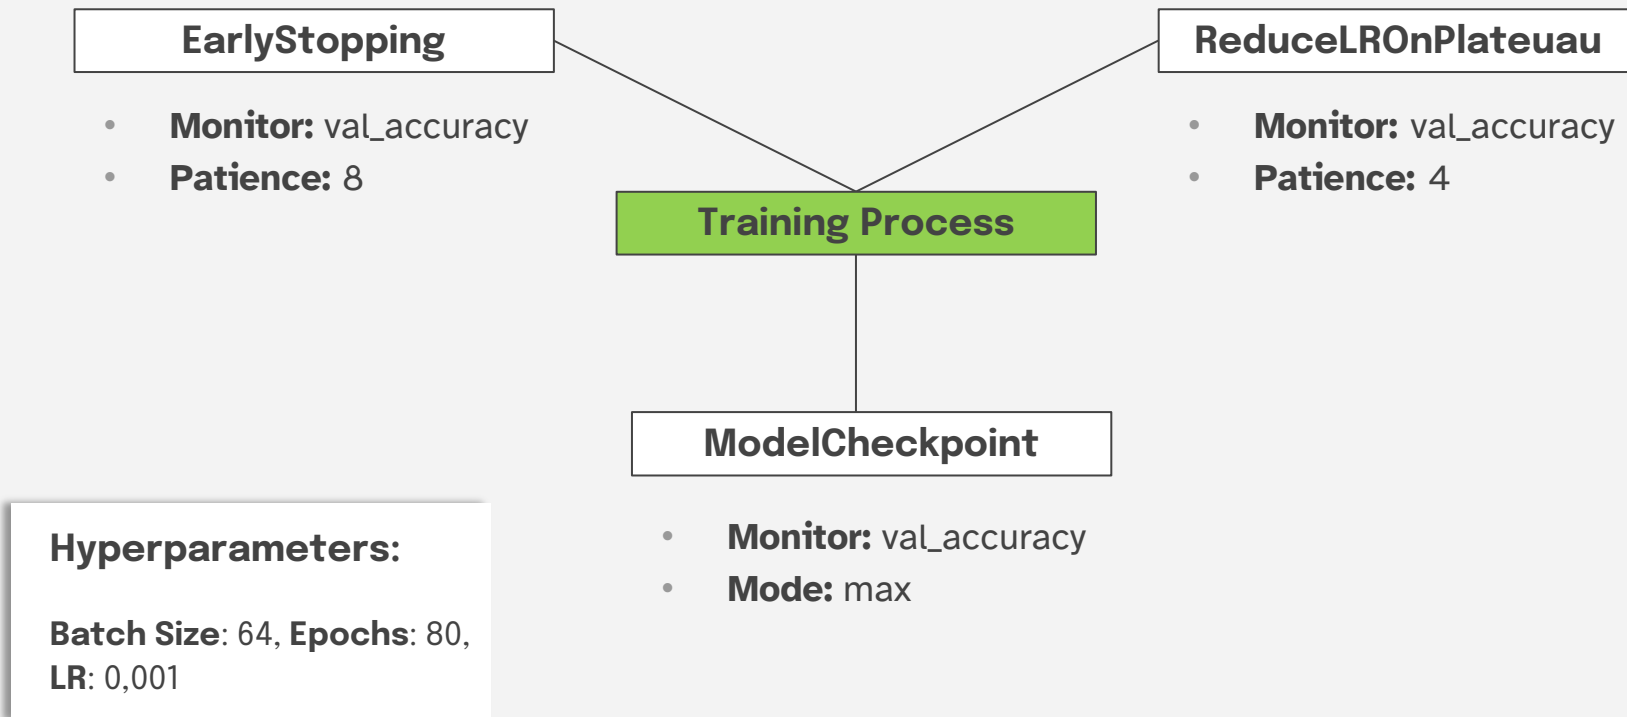 EarlyStopping
• Monitor: val_accuracy
• Patience: 8
ReduceLROnPlateuau
• Monitor: val_accuracy
• Patience: 4
Training Process
ModelCheckpoint
• Monitor: val_accuracy
• Mode: max
Hyperparameters:
Batch Size: 64, Epochs: 80,
LR: 0,001